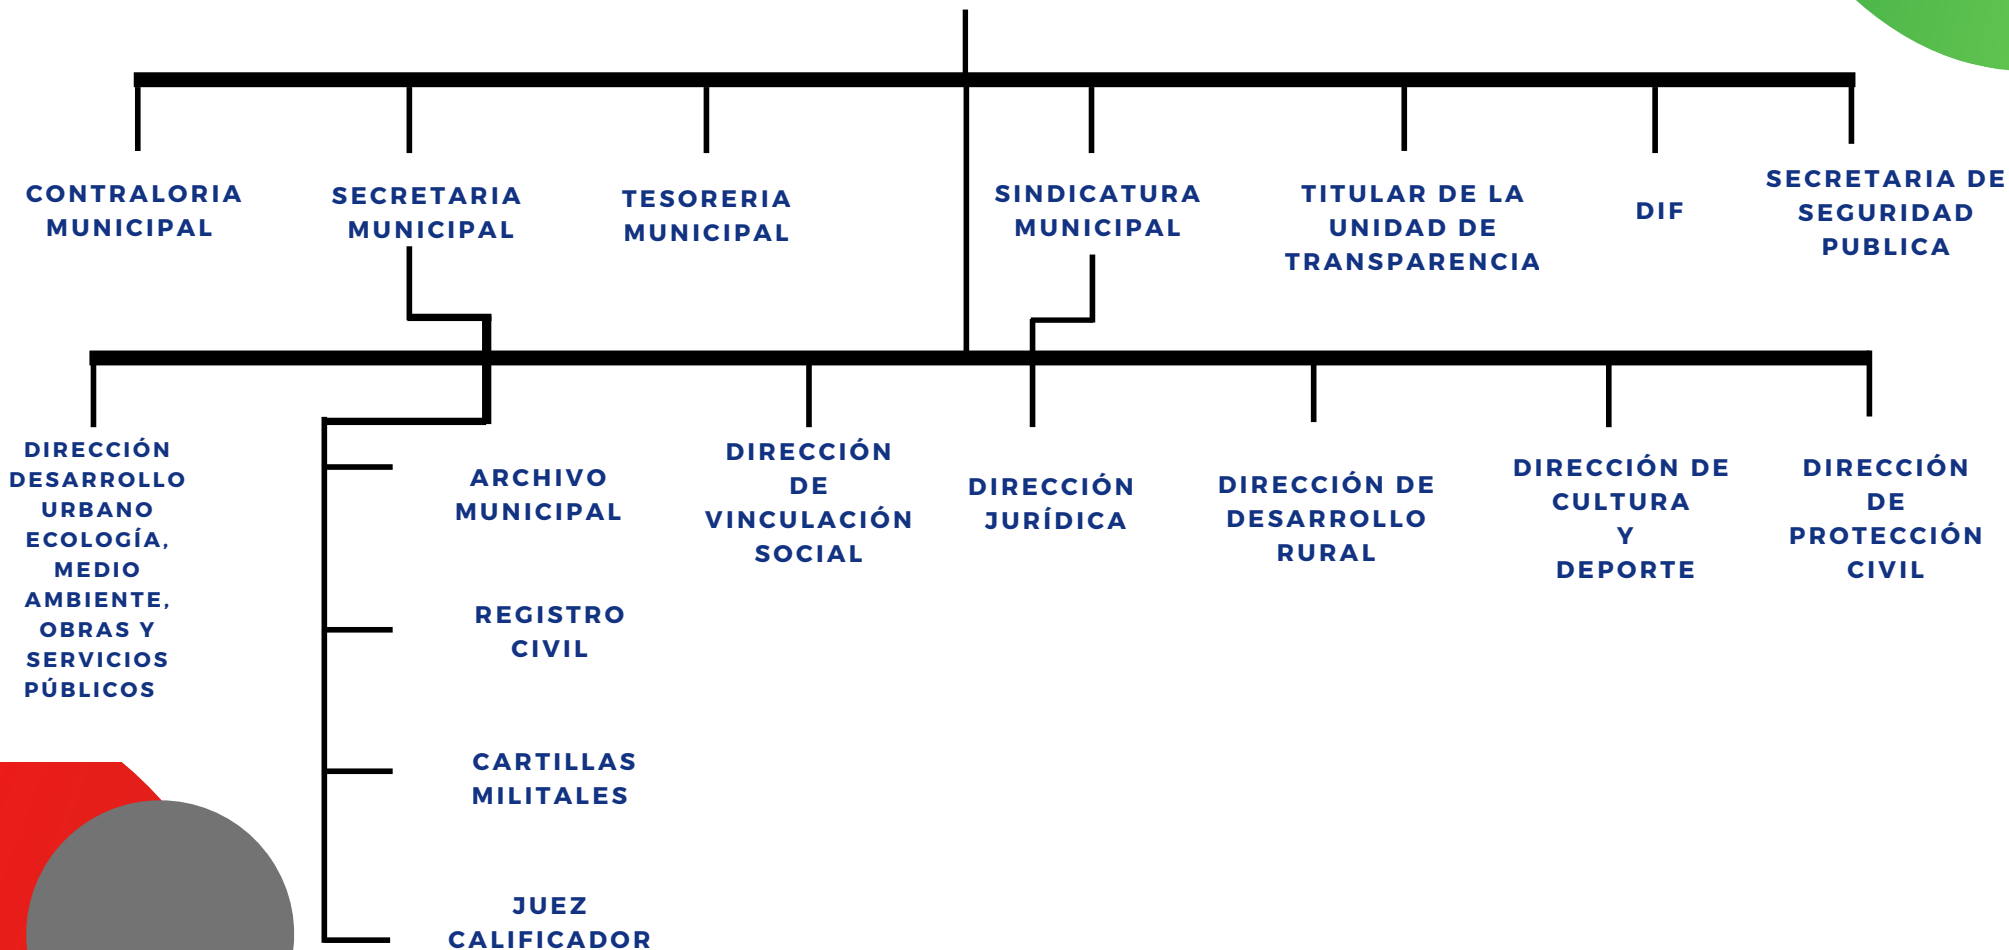 CONTRALORIA
MUNICIPAL
SECRETARIA
MUNICIPAL
TESORERIA
MUNICIPAL
SINDICATURA
MUNICIPAL
TITULAR DE LA
UNIDAD DE
TRANSPARENCIA
DIF
SECRETARIA DE
SEGURIDAD
PUBLICA
DIRECCIÓN
DESARROLLO
URBANO
ECOLOGÍA,
MEDIO
AMBIENTE,
OBRAS Y
SERVICIOS
PÚBLICOS
ARCHIVO
MUNICIPAL
REGISTRO
CIVIL
CARTILLAS
MILITALES
JUEZ
CALIFICADOR
DIRECCIÓN
DE
VINCULACIÓN
SOCIAL
DIRECCIÓN
JURÍDICA
DIRECCIÓN DE
DESARROLLO
RURAL
DIRECCIÓN DE
CULTURA
Y
DEPORTE
DIRECCIÓN
DE
PROTECCIÓN
CIVIL